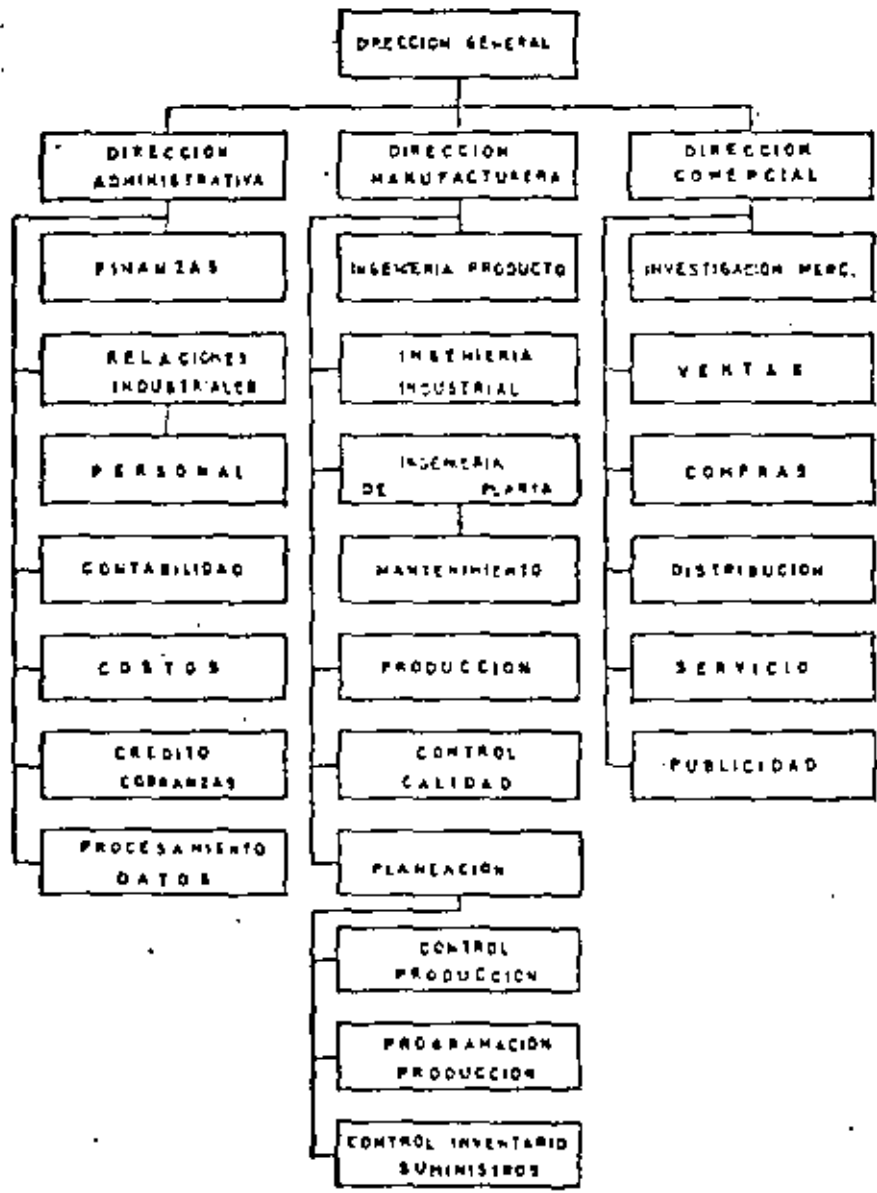 DIRECCION GENERAL
DIRECCION
ADMINISTRATIVA
FINANZAS
RELACIONES
INDUSTRIALES
PERSONAL
CONTABILIDAD
COSTOS
CREDITO
COBRANZAS
PROCESAMIENTO
DATOS
DIRECCION
MANUFACTURERA
INGENIERIA PRODUCTO
INGENIERIA
INDUSTRIAL
INGENIERIA
DE PLANTA
MANTENIMIENTO
PRODUCCION
CONTROL
CALIDAD
PLANEACION
CONTROL
PRODUCCION
PROGRAMACION
PRODUCCION
CONTROL INVENTARIO
SUMINISTROS
DIRECCION
COMERCIAL
INVESTIGACION MERC.
VENTAS
COMPRAS
DISTRIBUCION
SERVICIO
PUBLICIDAD